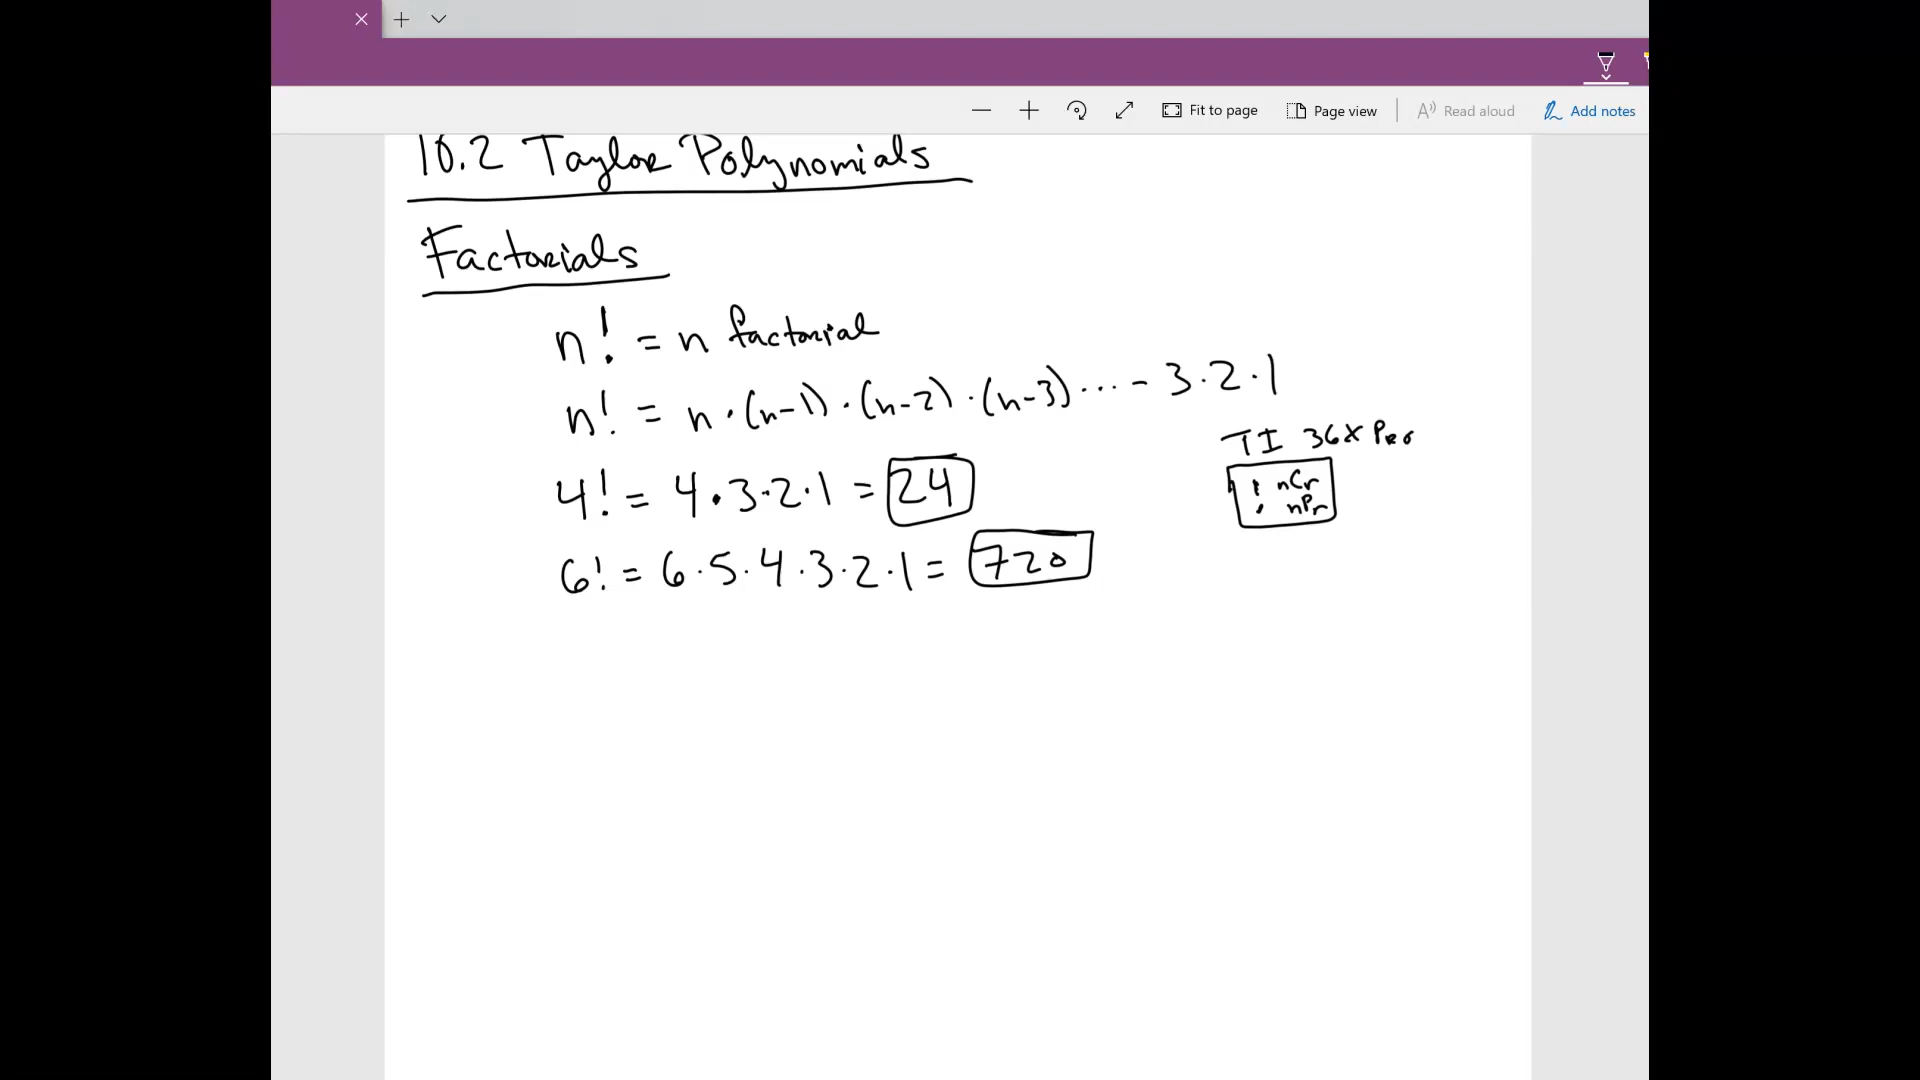 Fit to page
Page view
Read aloud
Add notes
10.2 Taylor Polynomials
Factorials
n! = n factorial
n! = n·(n-1)·(n-2)·(n-3)····- 3·2·1
TI 36X Pro
! nCr
nPr
4! = 4·3·2·1 = 24
6! = 6·5·4·3·2·1 = 720